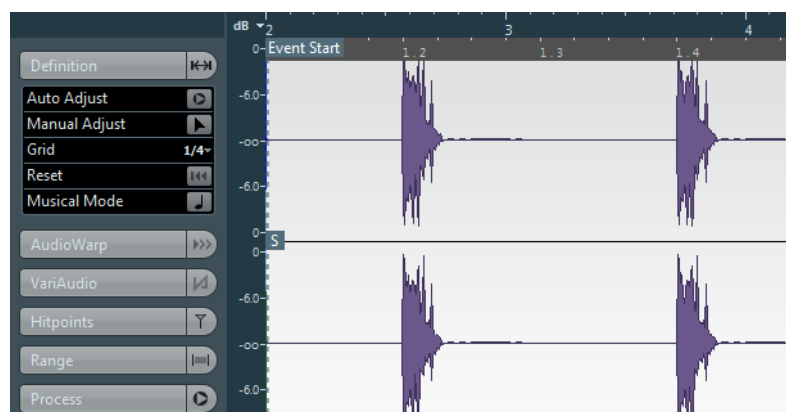 dB 2 3 4
0 Event Start
1.2 1.3 1.4
Definition
Auto Adjust
-6.0
Manual Adjust
-oo
Grid 1/4
Reset
-6.0
Musical Mode
0
S
AudioWarp
0
VariAudio
-6.0
Hitpoints
-oo
Range
Process
-6.0